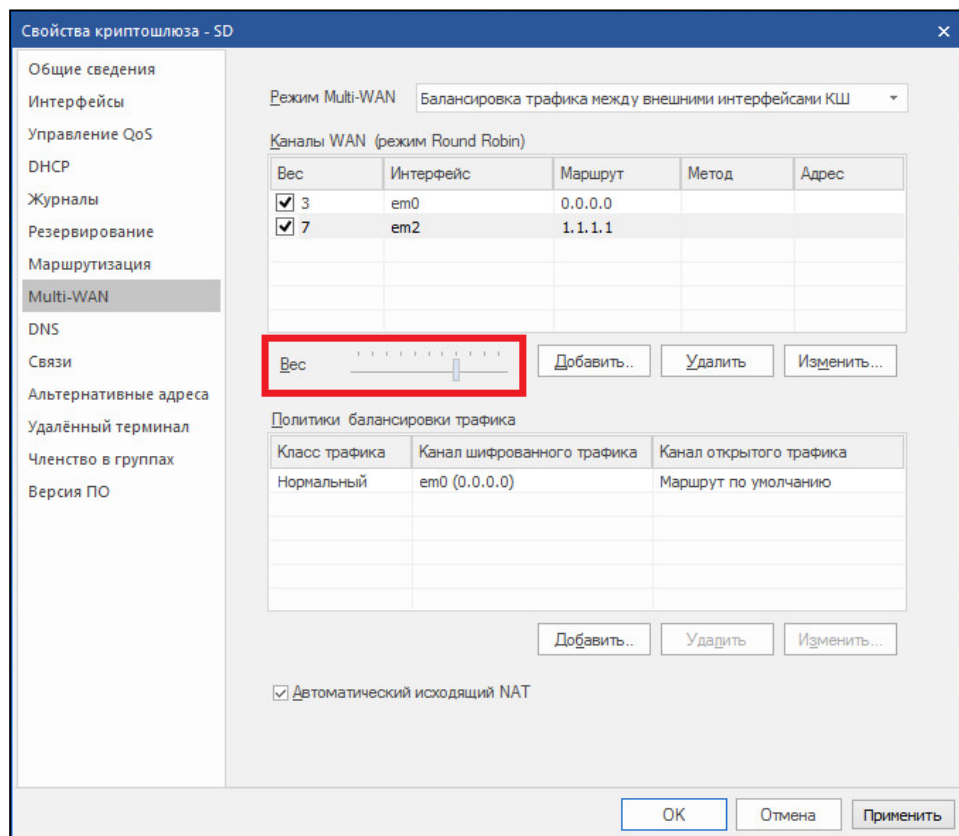 Свойства криптошлюза - SD
Общие сведения
Интерфейсы
Управление QoS
DHCP
Журналы
Резервирование
Маршрутизация
Multi-WAN
DNS
Связи
Альтернативные адреса
Удалённый терминал
Членство в группах
Версия ПО
Режим Multi-WAN Балансировка трафика между внешними интерфейсами КШ
Каналы WAN (режим Round Robin)
Вес Интерфейс Маршрут Метод Адрес
3 em0 0.0.0.0
7 em2 1.1.1.1
Вес Добавить.. Удалить Изменить...
Политики балансировки трафика
Класс трафика Канал шифрованного трафика Канал открытого трафика
Нормальный em0 (0.0.0.0) Маршрут по умолчанию
Добавить.. Удалить Изменить...
Автоматический исходящий NAT
OK Отмена Применить